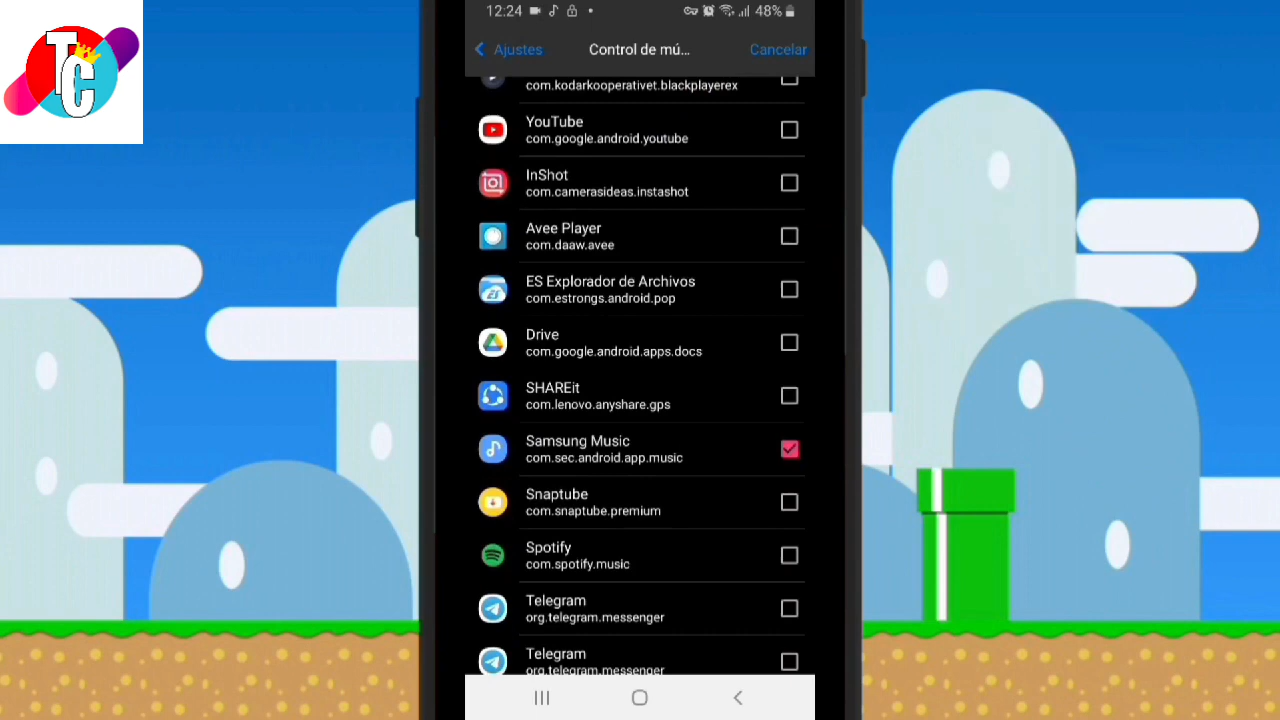 TC
12:24
48%
Ajustes
Control de mú...
Cancelar
com.kodarkooperativet.blackplayerex
YouTube
com.google.android.youtube
InShot
com.camerasideas.instashot
Avee Player
com.daaw.avee
ES Explorador de Archivos
com.estrongs.android.pop
Drive
com.google.android.apps.docs
SHAREit
com.lenovo.anyshare.gps
Samsung Music
com.sec.android.app.music
Snaptube
com.snaptube.premium
Spotify
com.spotify.music
Telegram
org.telegram.messenger
Telegram
org.telegram.messenger